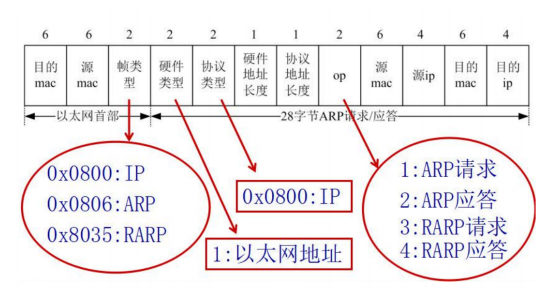 6 6 2 2 2 1 1 2 6 4 6 4
目的mac 源mac 帧类型 硬件类型 协议类型 硬件地址长度 协议地址长度 op 源mac 源ip 目的mac 目的ip
以太网首部 28字节ARP请求/应答
0x0800:IP
0x0806:ARP
0x8035:RARP
0x0800:IP
1:以太网地址
1:ARP请求
2:ARP应答
3:RARP请求
4:RARP应答